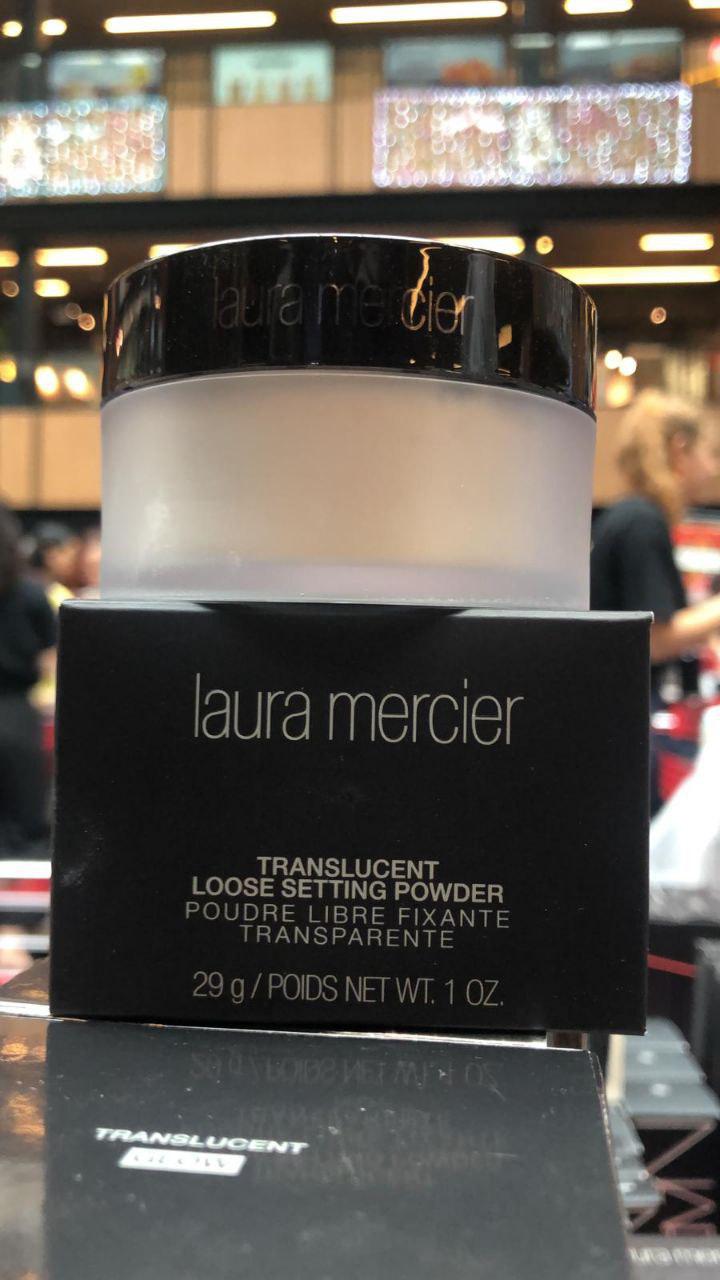 laura mercier
laura mercier
TRANSLUCENT
LOOSE SETTING POWDER
POUDRE LIBRE FIXANTE
TRANSPARENTE
29 g / POIDS NET WT. 1 OZ.
TRANSLUCENT
GLOW